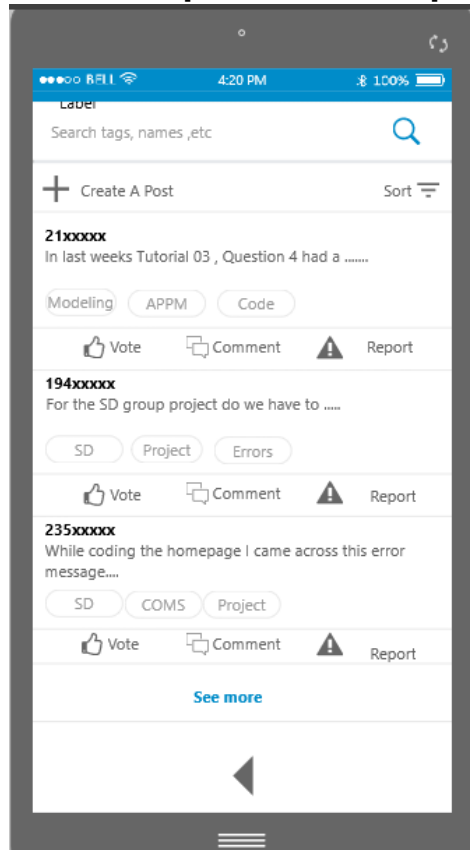 BELL 4:20 PM 100%
Label
Search tags, names ,etc
Create A Post Sort
21xxxxx
In last weeks Tutorial 03 , Question 4 had a .......
Modeling APPM Code
Vote Comment Report
194xxxxx
For the SD group project do we have to .....
SD Project Errors
Vote Comment Report
235xxxxx
While coding the homepage I came across this error
message....
SD COMS Project
Vote Comment Report
See more